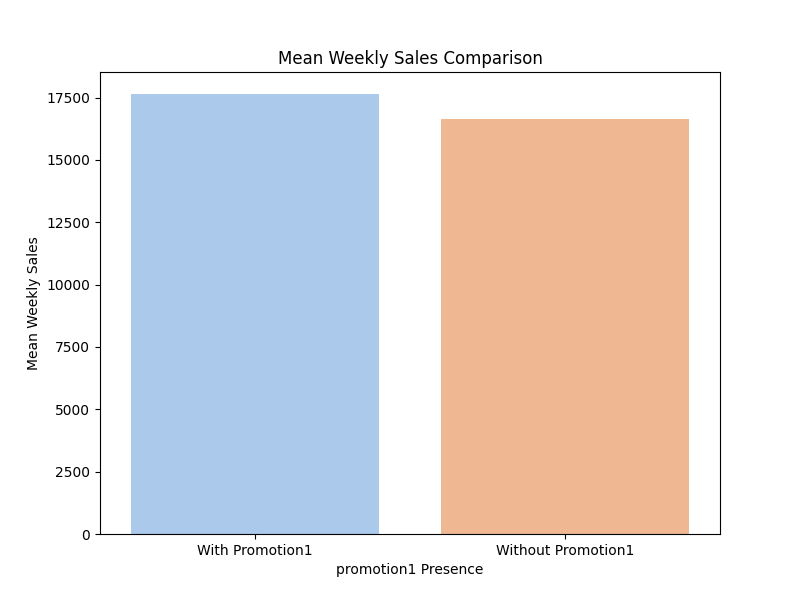 Mean Weekly Sales Comparison
17500
15000
12500
10000
7500
5000
2500
0
Mean Weekly Sales
With Promotion1
Without Promotion1
promotion1 Presence